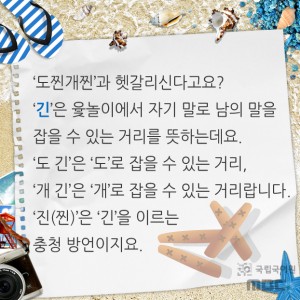 ‘도찐개찐’과 헷갈리신다고요?
‘긴’은 윷놀이에서 자기 말로 남의 말을
잡을 수 있는 거리를 뜻하는데요.
‘도 긴’은 ‘도’로 잡을 수 있는 거리,
‘개 긴’은 ‘개’로 잡을 수 있는 거리랍니다.
‘진(찐)’은 ‘긴’을 이르는
충청 방언이지요.
국립국어원
MBC